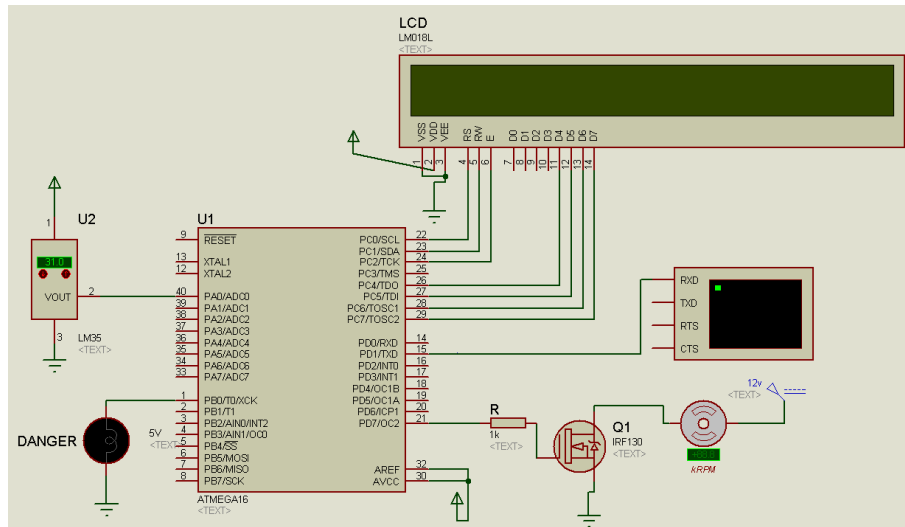 LCD
LM018L
<TEXT>
VSS VDD VEE RS RW E D0 D1 D2 D3 D4 D5 D6 D7
1 2 3 4 5 6 7 8 9 10 11 12 13 14
U2
1
31.0
VOUT
2
3
LM35
<TEXT>
U1
9 RESET
13 XTAL1
12 XTAL2
40 PA0/ADC0
39 PA1/ADC1
38 PA2/ADC2
37 PA3/ADC3
36 PA4/ADC4
35 PA5/ADC5
34 PA6/ADC6
33 PA7/ADC7
1 PB0/T0/XCK
2 PB1/T1
3 PB2/AIN0/INT2
4 PB3/AIN1/OC0
5 PB4/SS
6 PB5/MOSI
7 PB6/MISO
8 PB7/SCK
PC0/SCL 22
PC1/SDA 23
PC2/TCK 24
PC3/TMS 25
PC4/TDO 26
PC5/TDI 27
PC6/TOSC1 28
PC7/TOSC2 29
PD0/RXD 14
PD1/TXD 15
PD2/INT0 16
PD3/INT1 17
PD4/OC1B 18
PD5/OC1A 19
PD6/ICP1 20
PD7/OC2 21
AREF 32
AVCC 30
ATMEGA16
<TEXT>
DANGER
5V
<TEXT>
RXD
TXD
RTS
CTS
R
1k
<TEXT>
Q1
IRF130
<TEXT>
12v
<TEXT>
kRPM